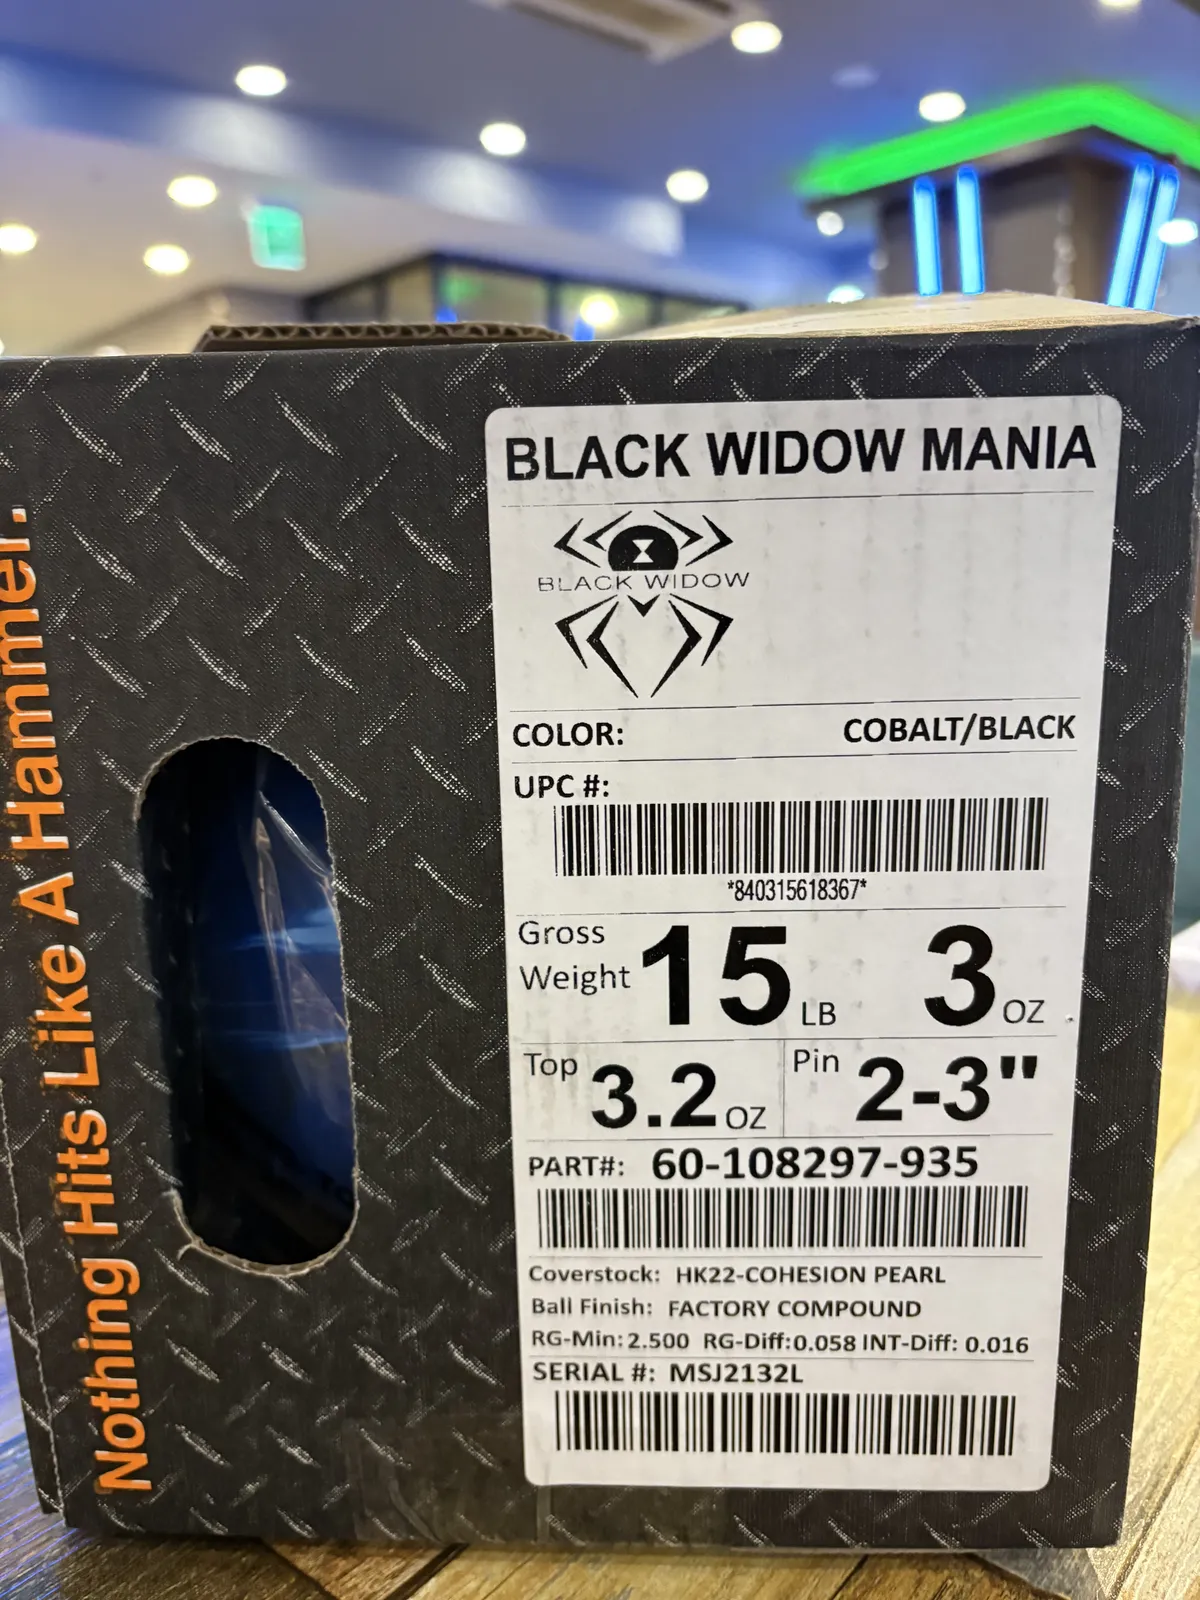 Nothing Hits Like A Hammer.
BLACK WIDOW MANIA
BLACK WIDOW
COLOR: COBALT/BLACK
UPC #:
*840315618367*
Gross Weight 15 LB 3 OZ
Top 3.2 OZ Pin 2-3"
PART#: 60-108297-935
Coverstock: HK22-COHESION PEARL
Ball Finish: FACTORY COMPOUND
RG-Min: 2.500 RG-Diff: 0.058 INT-Diff: 0.016
SERIAL #: MSJ2132L